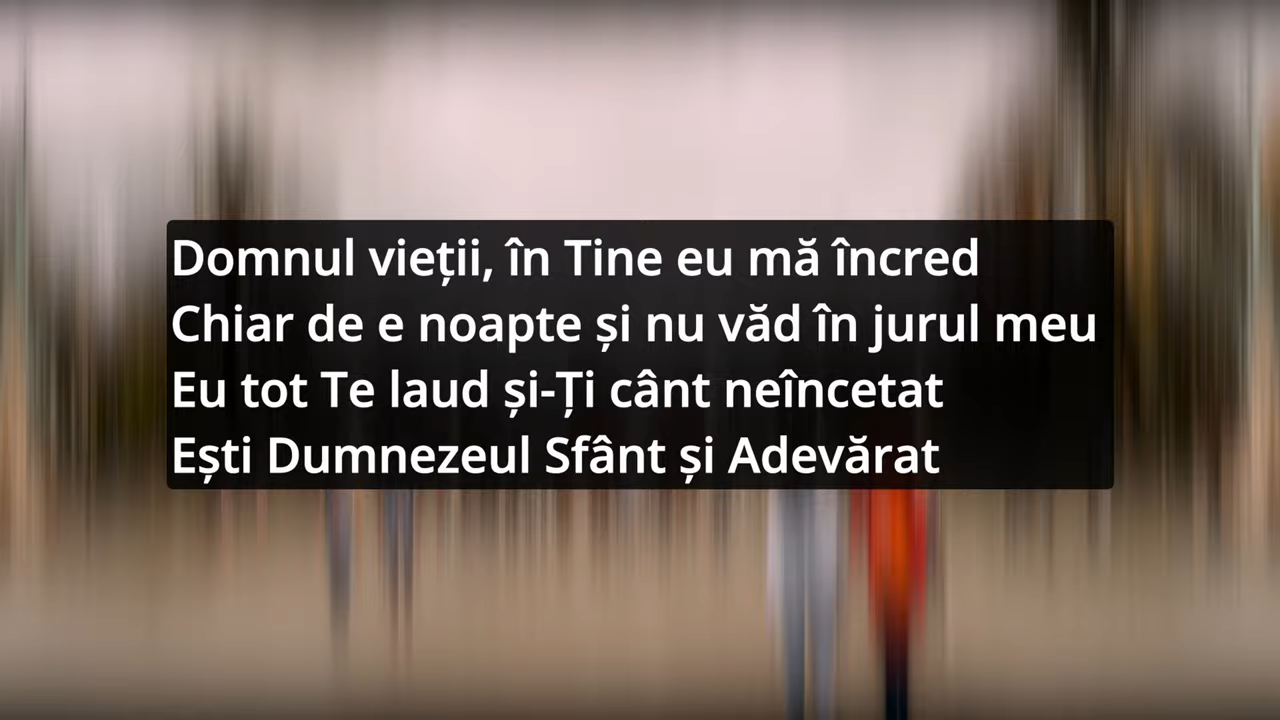 Domnul vieții, în Tine eu mă încred
Chiar de e noapte și nu văd în jurul meu
Eu tot Te laud și-Ți cânt neîncetat
Ești Dumnezeul Sfânt și Adevărat